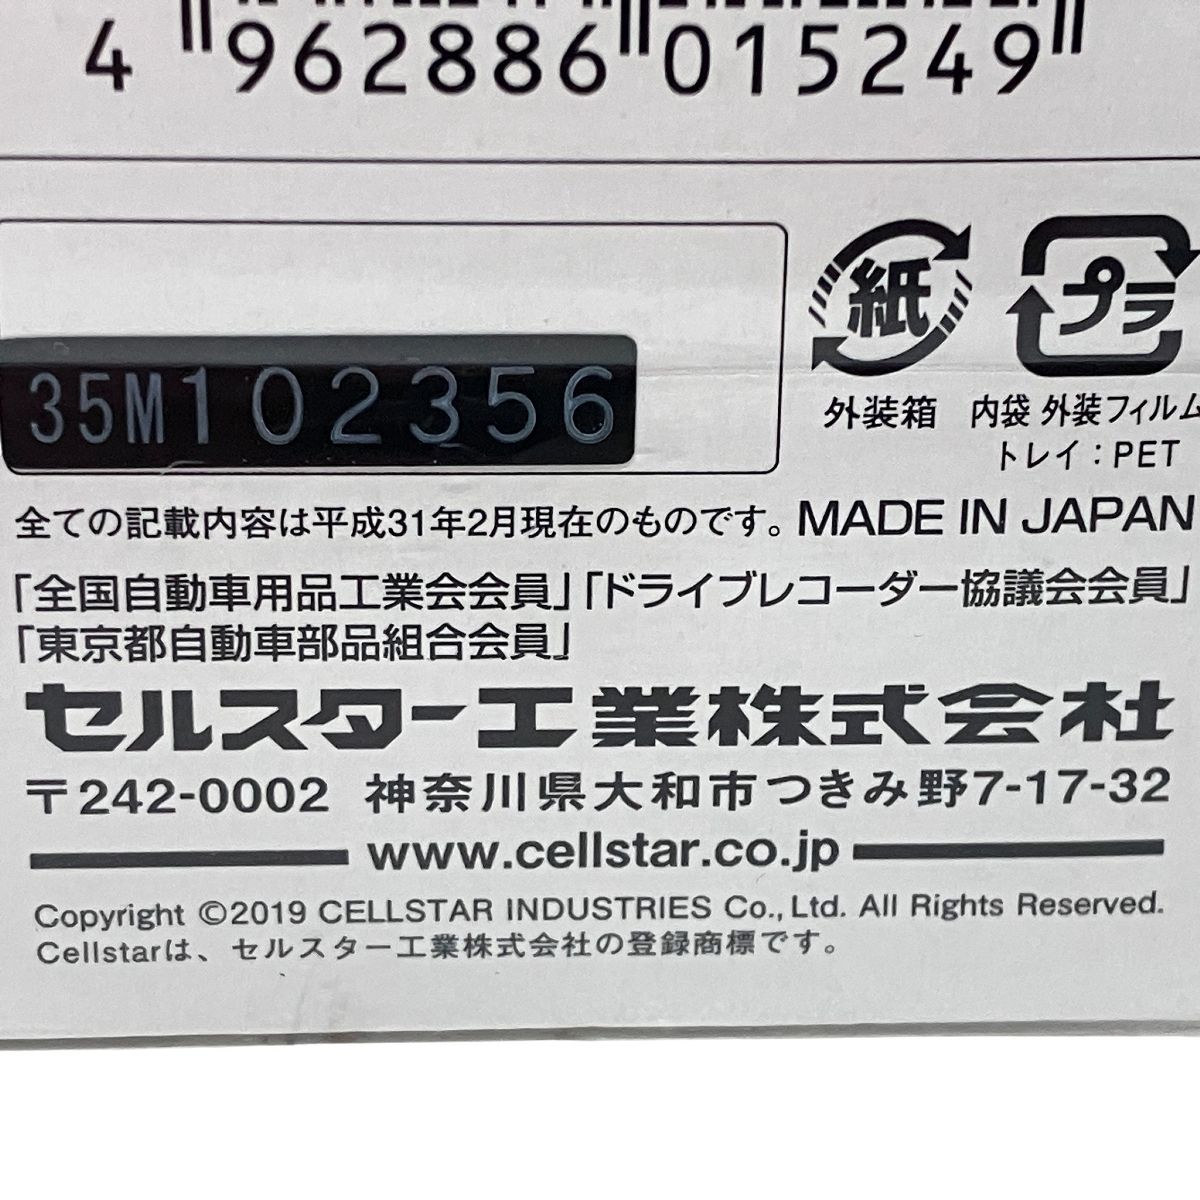 4 962886 015249
紙
プラ
外装箱
内袋 外装フィルム
トレイ:PET
35M102356
全ての記載内容は平成31年2月現在のものです。 MADE IN JAPAN
「全国自動車用品工業会会員」「ドライブレコーダー協議会会員」
「東京都自動車部品組合会員」
セルスター工業株式会社
〒242-0002 神奈川県大和市つきみ野7-17-32
www.cellstar.co.jp
Copyright ©2019 CELLSTAR INDUSTRIES Co., Ltd. All Rights Reserved.
Cellstarは、セルスター工業株式会社の登録商標です。